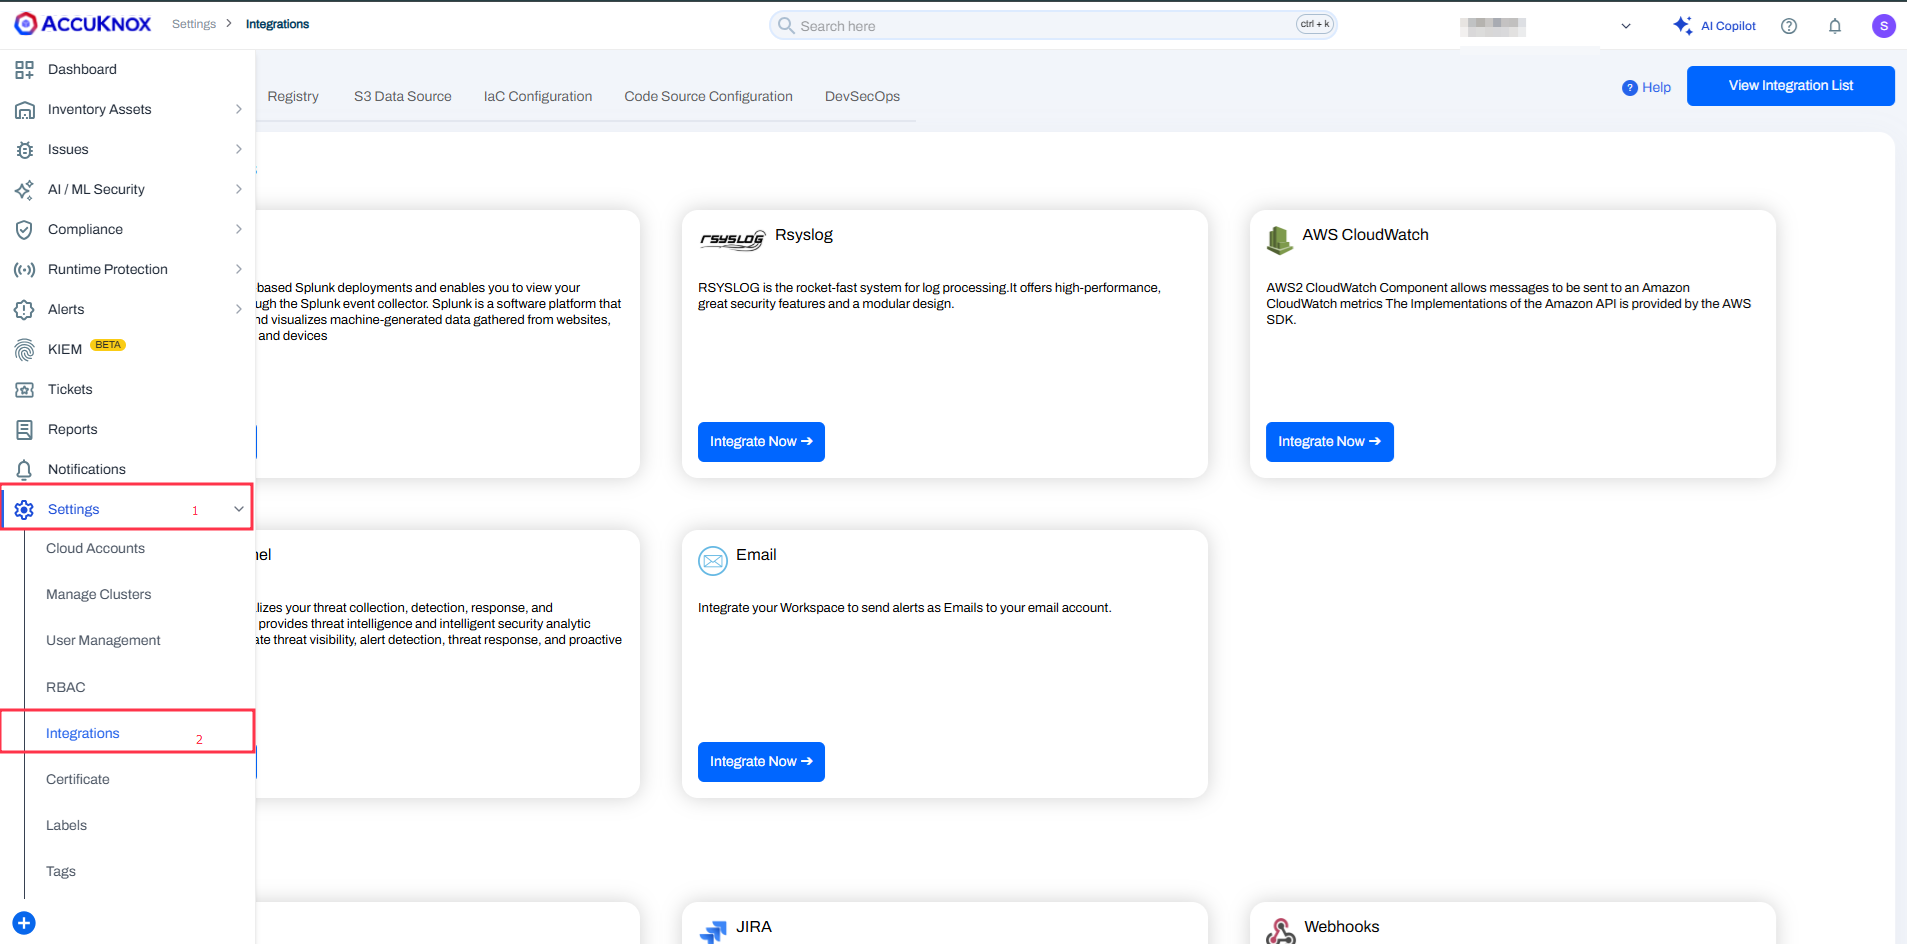 ACCUKNOX
Settings > Integrations
Search here
ctrl + k
AI Copilot
S
Dashboard
Inventory Assets
Issues
AI / ML Security
Compliance
Runtime Protection
Alerts
KIEM BETA
Tickets
Reports
Notifications
Settings 1
Cloud Accounts
Manage Clusters
User Management
RBAC
Integrations 2
Certificate
Labels
Tags
Registry
S3 Data Source
IaC Configuration
Code Source Configuration
DevSecOps
Help
View Integration List
based Splunk deployments and enables you to view your
ugh the Splunk event collector. Splunk is a software platform that
nd visualizes machine-generated data gathered from websites,
and devices
RSYSLOG
Rsyslog
RSYSLOG is the rocket-fast system for log processing.It offers high-performance,
great security features and a modular design.
Integrate Now →
AWS CloudWatch
AWS2 CloudWatch Component allows messages to be sent to an Amazon
CloudWatch metrics The Implementations of the Amazon API is provided by the AWS
SDK.
Integrate Now →
nel
lizes your threat collection, detection, response, and
provides threat intelligence and intelligent security analytic
ate threat visibility, alert detection, threat response, and proactive
Email
Integrate your Workspace to send alerts as Emails to your email account.
Integrate Now →
JIRA
Webhooks